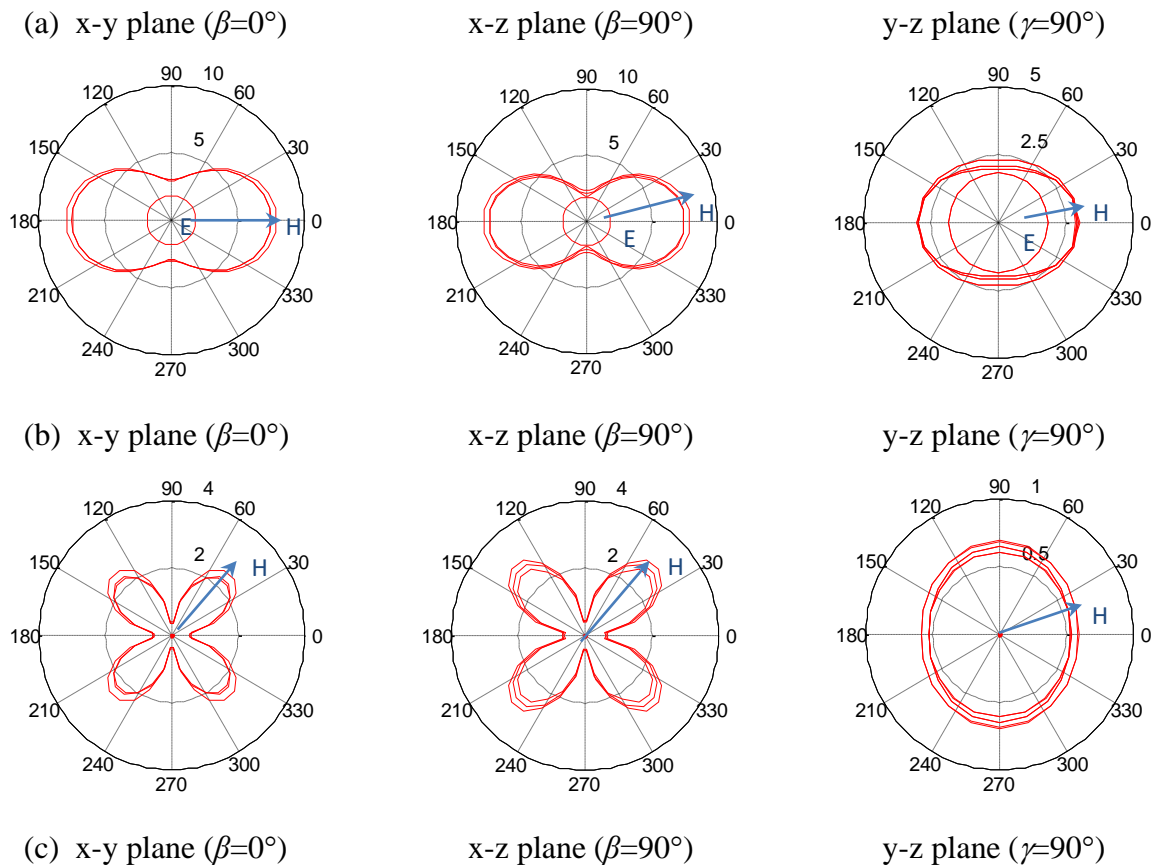 (a) x-y plane (β=0°) x-z plane (β=90°) y-z plane (γ=90°)
90 10 90 10 90 5
120 60 120 60 120 60
5 5 2.5
150 30 150 30 150 30
180 E H 0 180 E H 0 180 E H 0
210 330 210 330 210 330
240 300 240 300 240 300
270 270 270
(b) x-y plane (β=0°) x-z plane (β=90°) y-z plane (γ=90°)
90 4 90 4 90 1
120 60 120 60 120 60
2 2 0.5
150 H 30 150 H 30 150 30
180 0 180 0 180 H 0
210 330 210 330 210 330
240 300 240 300 240 300
270 270 270
(c) x-y plane (β=0°) x-z plane (β=90°) y-z plane (γ=90°)